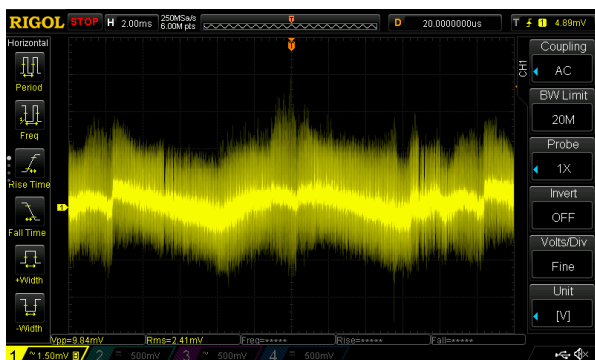 RIGOL STOP H 2.00ms 250MSa/s 6.00M pts D 20.0000000us T 1 4.89mV
Horizontal
Period
Freq
Rise Time
Fall Time
+Width
-Width
T
T
1
CH1
Coupling
AC
BW Limit
20M
Probe
1X
Invert
OFF
Volts/Div
Fine
Unit
[V]
Vpp=9.84mV Rms=2.41mV Freq=***** Rise=***** Fall=*****
1 ~ 1.50mV B 2 = 500mV 3 ~ 500mV 4 = 500mV